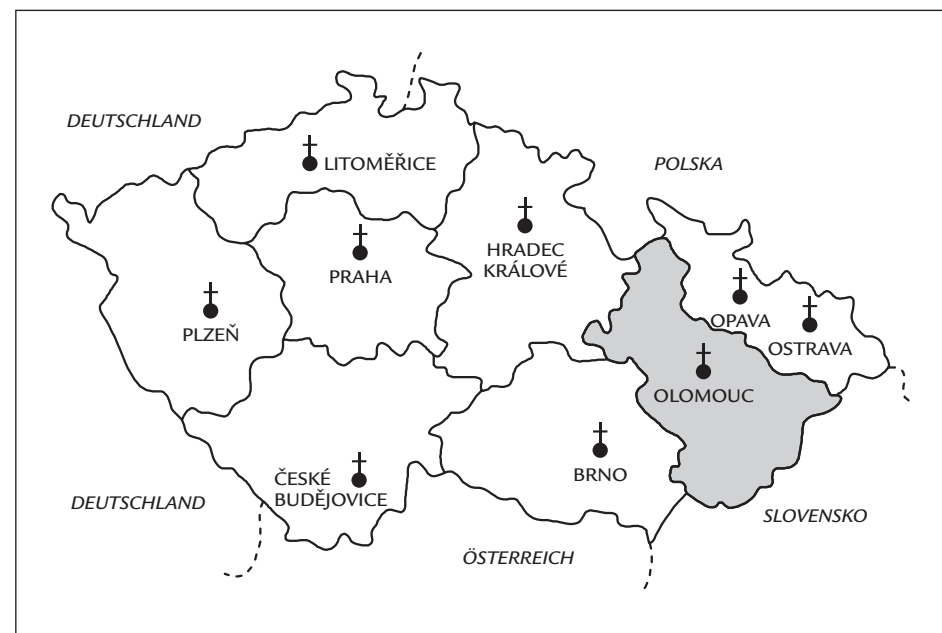 DEUTSCHLAND
POLSKA
LITOMĚŘICE
HRADEC
KRÁLOVÉ
PRAHA
PLZEŇ
OPAVA
OSTRAVA
OLOMOUC
ČESKÉ
BUDĚJOVICE
BRNO
DEUTSCHLAND
SLOVENSKO
ÖSTERREICH